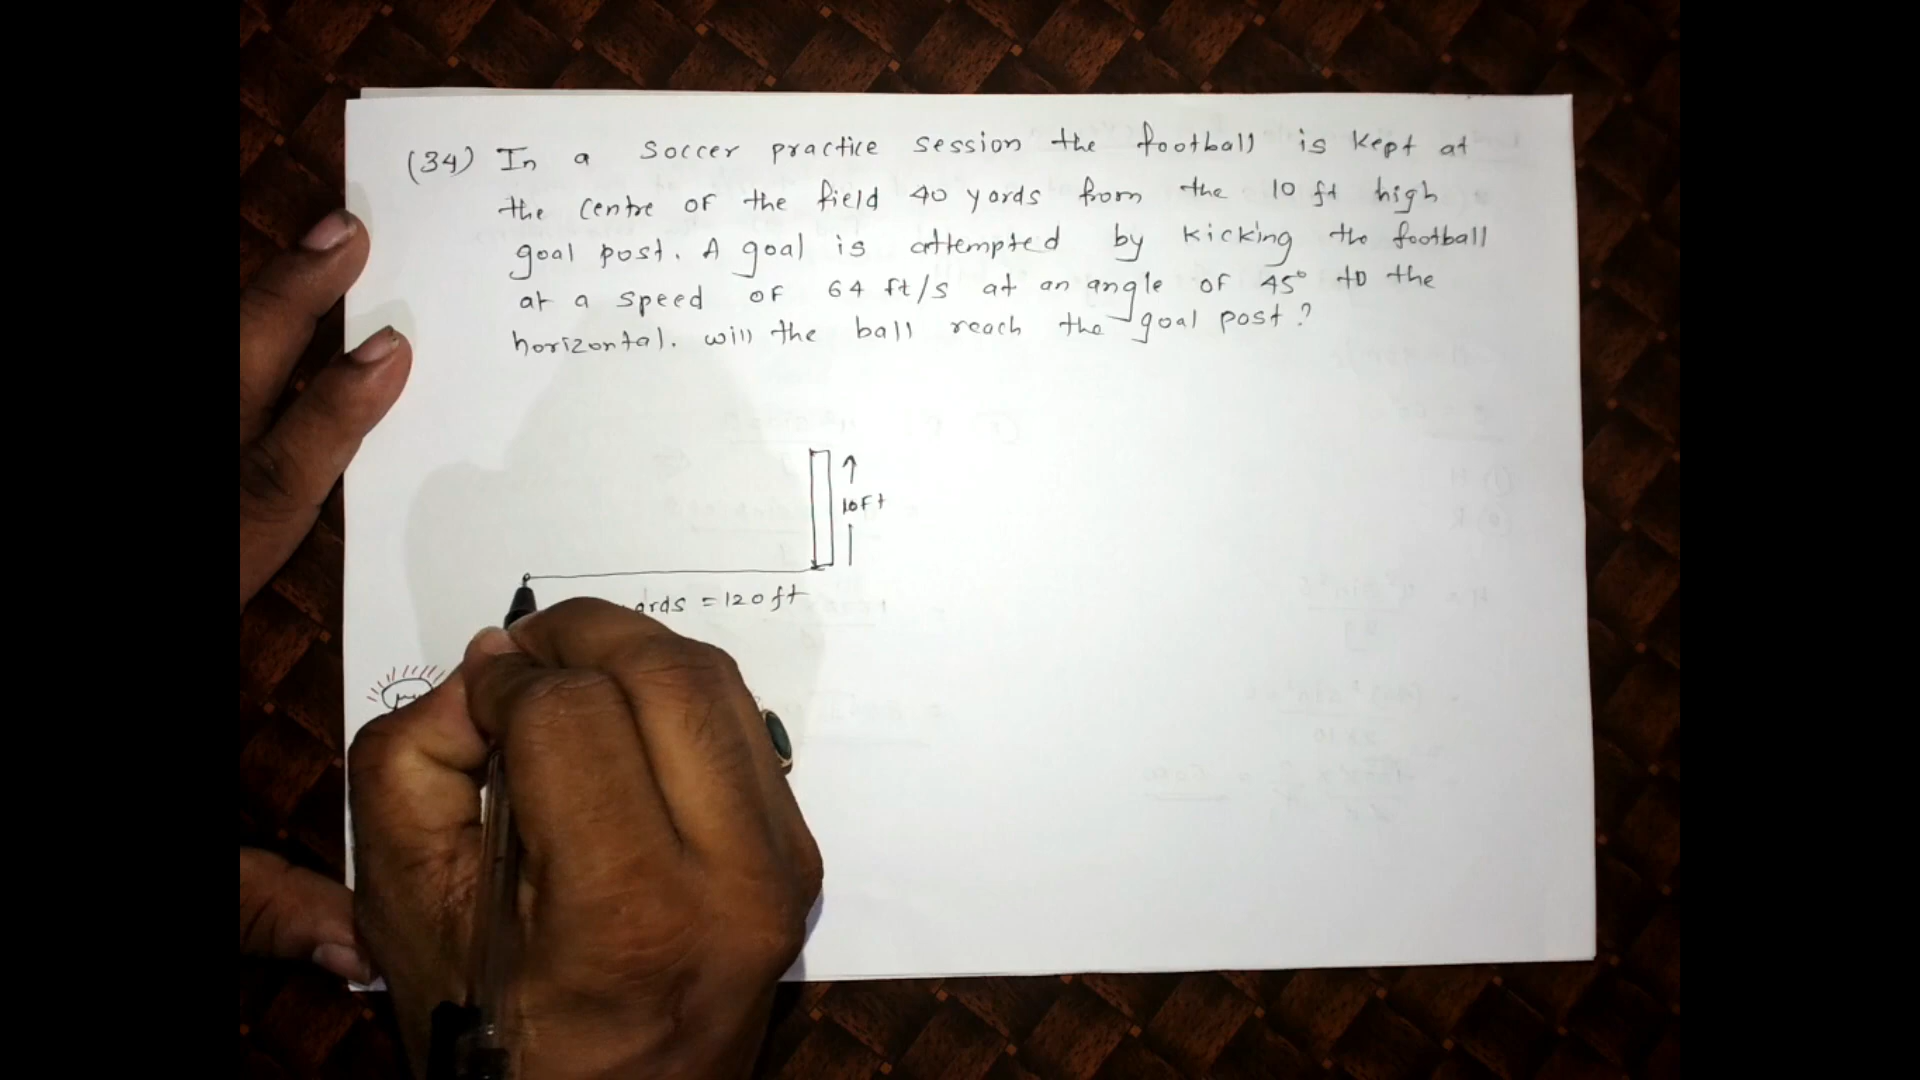 (34) In a soccer practice session the football is kept at
the centre of the field 40 yards from the 10 ft high
goal post. A goal is attempted by kicking the football
at a speed of 64 ft/s at an angle of 45° to the
horizontal. will the ball reach the goal post?
10Ft
= 120ft